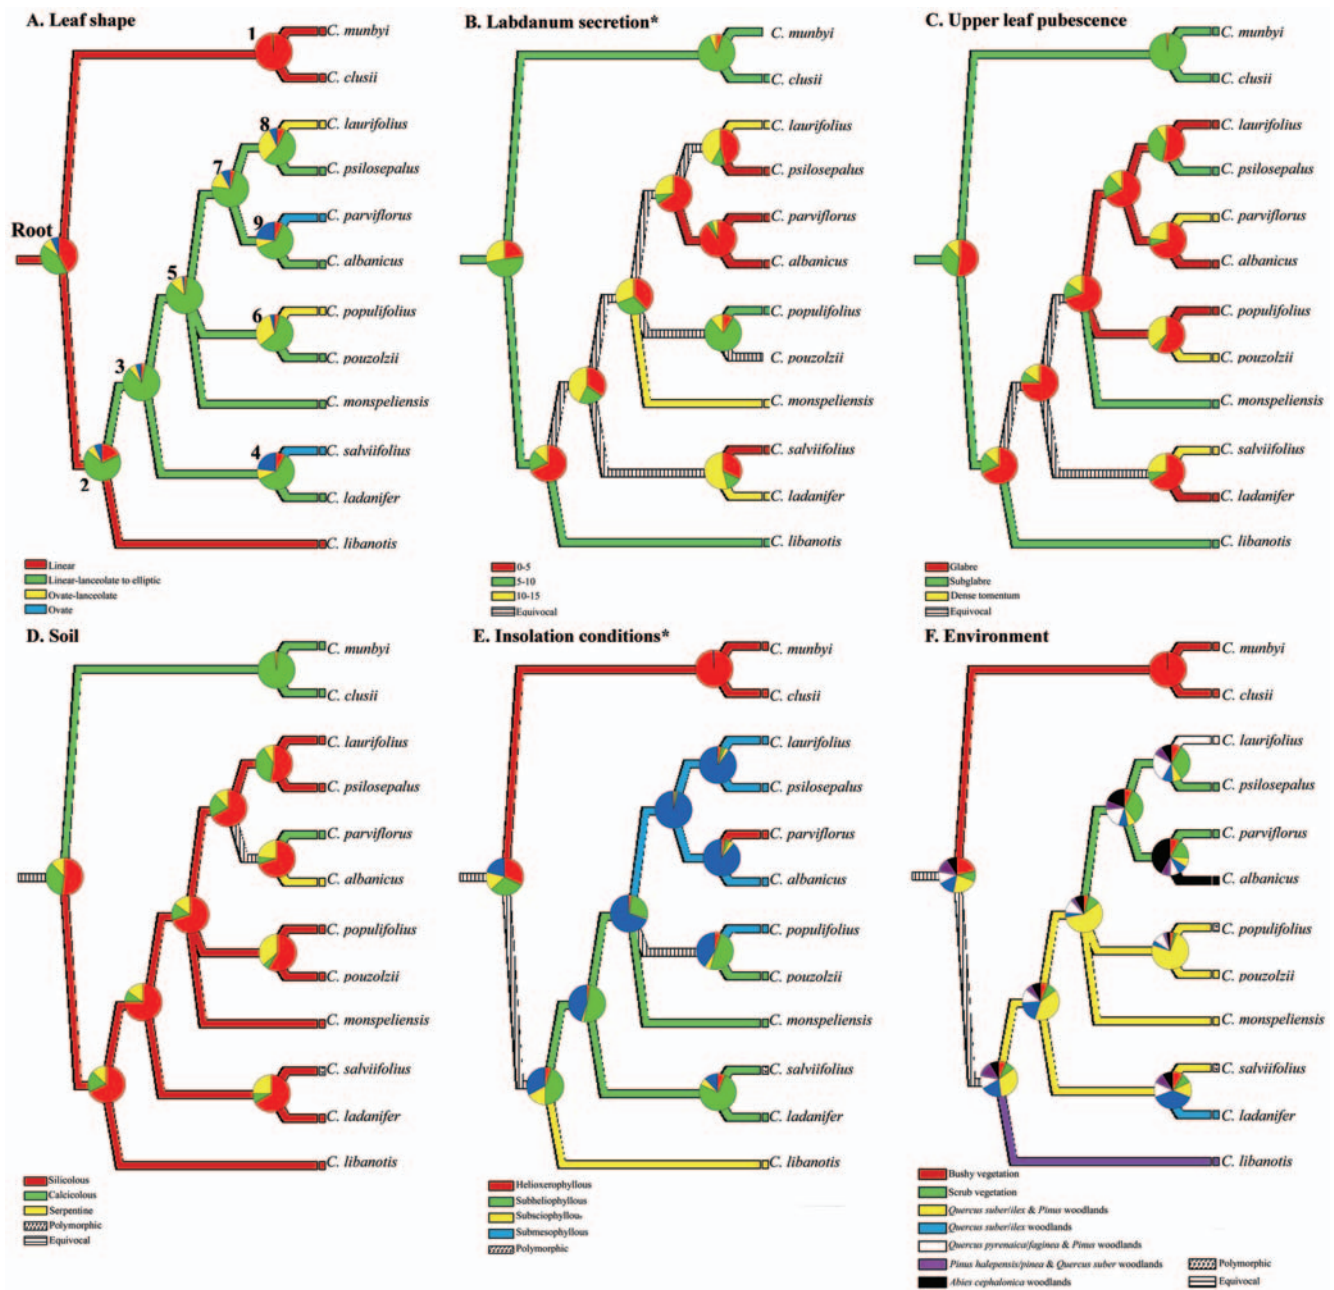 A. Leaf shape
1
C. munbyi
C. clusii
8
C. laurifolius
7
C. psilosepalus
9
C. parviflorus
Root
C. albanicus
5
6
C. populifolius
C. pouzolzii
3
C. monspeliensis
4
C. salviifolius
2
C. ladanifer
C. libanotis
Linear
Linear-lanceolate to elliptic
Ovate-lanceolate
Ovate
B. Labdanum secretion*
C. munbyi
C. clusii
C. laurifolius
C. psilosepalus
C. parviflorus
C. albanicus
C. populifolius
C. pouzolzii
C. monspeliensis
C. salviifolius
C. ladanifer
C. libanotis
0-5
5-10
10-15
Equivocal
C. Upper leaf pubescence
C. munbyi
C. clusii
C. laurifolius
C. psilosepalus
C. parviflorus
C. albanicus
C. populifolius
C. pouzolzii
C. monspeliensis
C. salviifolius
C. ladanifer
C. libanotis
Glabre
Subglabre
Dense tomentum
Equivocal
D. Soil
C. munbyi
C. clusii
C. laurifolius
C. psilosepalus
C. parviflorus
C. albanicus
C. populifolius
C. pouzolzii
C. monspeliensis
C. salviifolius
C. ladanifer
C. libanotis
Silicolous
Calcicolous
Serpentine
Polymorphic
Equivocal
E. Insolation conditions*
C. munbyi
C. clusii
C. laurifolius
C. psilosepalus
C. parviflorus
C. albanicus
C. populifolius
C. pouzolzii
C. monspeliensis
C. salviifolius
C. ladanifer
C. libanotis
Helioxerophyllous
Subheliophyllous
Subsciophyllou
Submesophyllous
Polymorphic
F. Environment
C. munbyi
C. clusii
C. laurifolius
C. psilosepalus
C. parviflorus
C. albanicus
C. populifolius
C. pouzolzii
C. monspeliensis
C. salviifolius
C. ladanifer
C. libanotis
Bushy vegetation
Scrub vegetation
Quercus suber/ilex & Pinus woodlands
Quercus suber/ilex woodlands
Quercus pyrenaica/faginea & Pinus woodlands
Pinus halepensis/pinea & Quercus suber woodlands
Abies cephalonica woodlands
Polymorphic
Equivocal